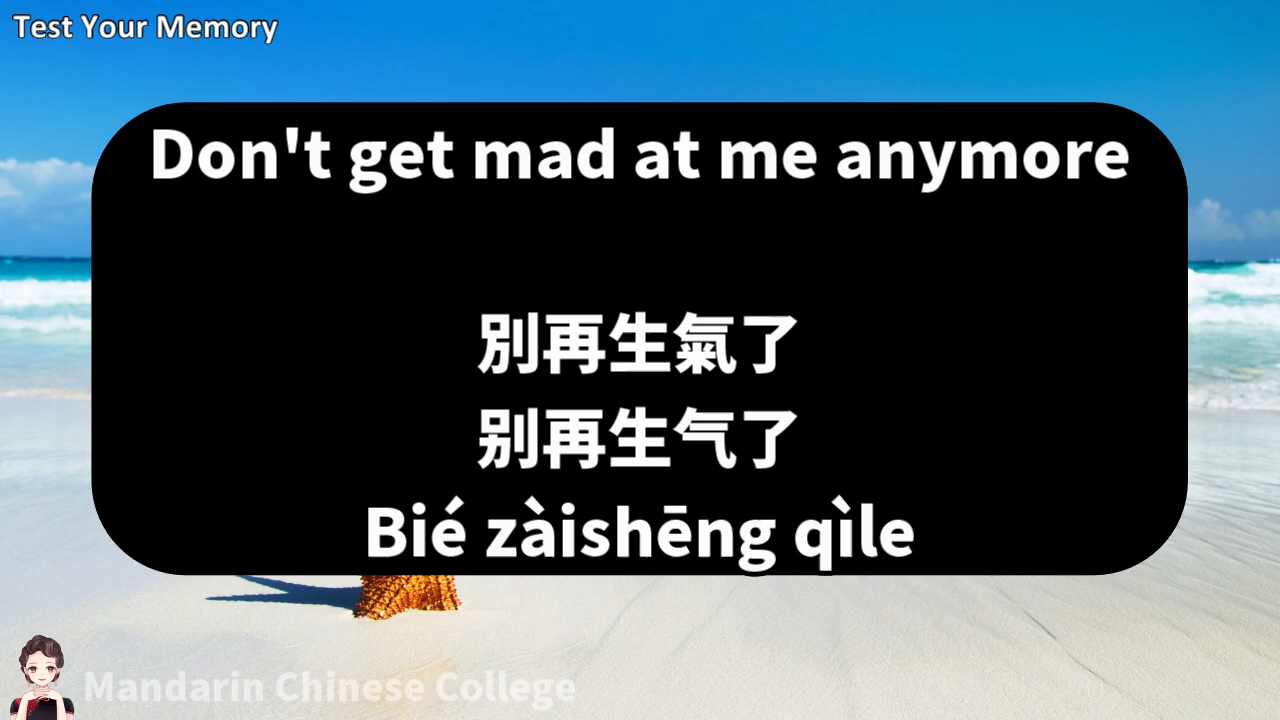 Test Your Memory
Don't get mad at me anymore
別再生氣了
别再生气了
Bié zàishēng qìle
Mandarin Chinese College